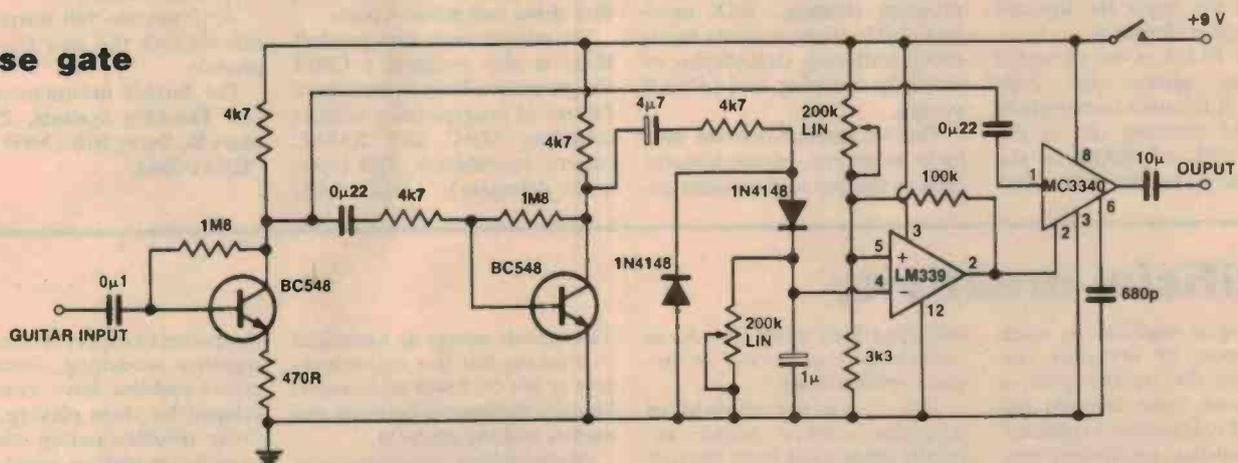 se gate
+9 V
4k7
4k7
4µ7
4k7
200k
LIN
0µ22
10µ
OUPUT
8
1
MC3340
6
3
2
1M8
0µ22
4k7
1M8
1N4148
100k
3
5
+
LM339
2
4
−
12
0µ1
BC548
BC548
1N4148
680p
GUITAR INPUT
470R
200k
LIN
1µ
3k3